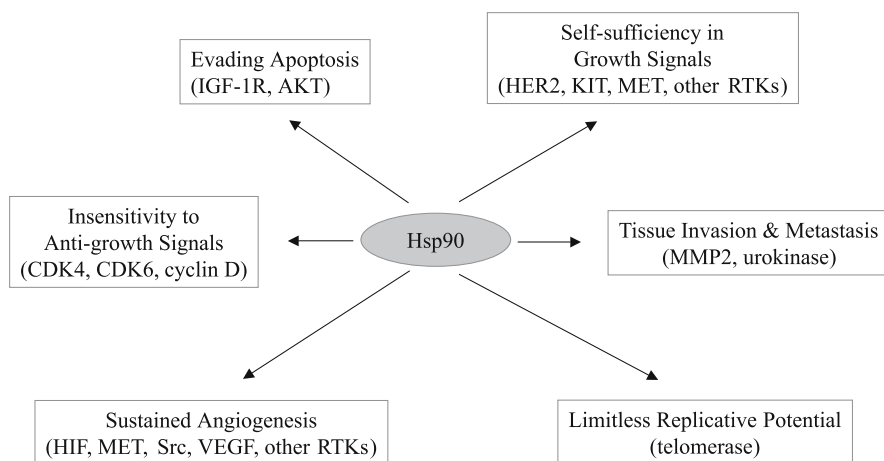 Evading Apoptosis
(IGF-1R, AKT)
Self-sufficiency in
Growth Signals
(HER2, KIT, MET, other RTKs)
Insensitivity to
Anti-growth Signals
(CDK4, CDK6, cyclin D)
Hsp90
Tissue Invasion & Metastasis
(MMP2, urokinase)
Sustained Angiogenesis
(HIF, MET, Src, VEGF, other RTKs)
Limitless Replicative Potential
(telomerase)